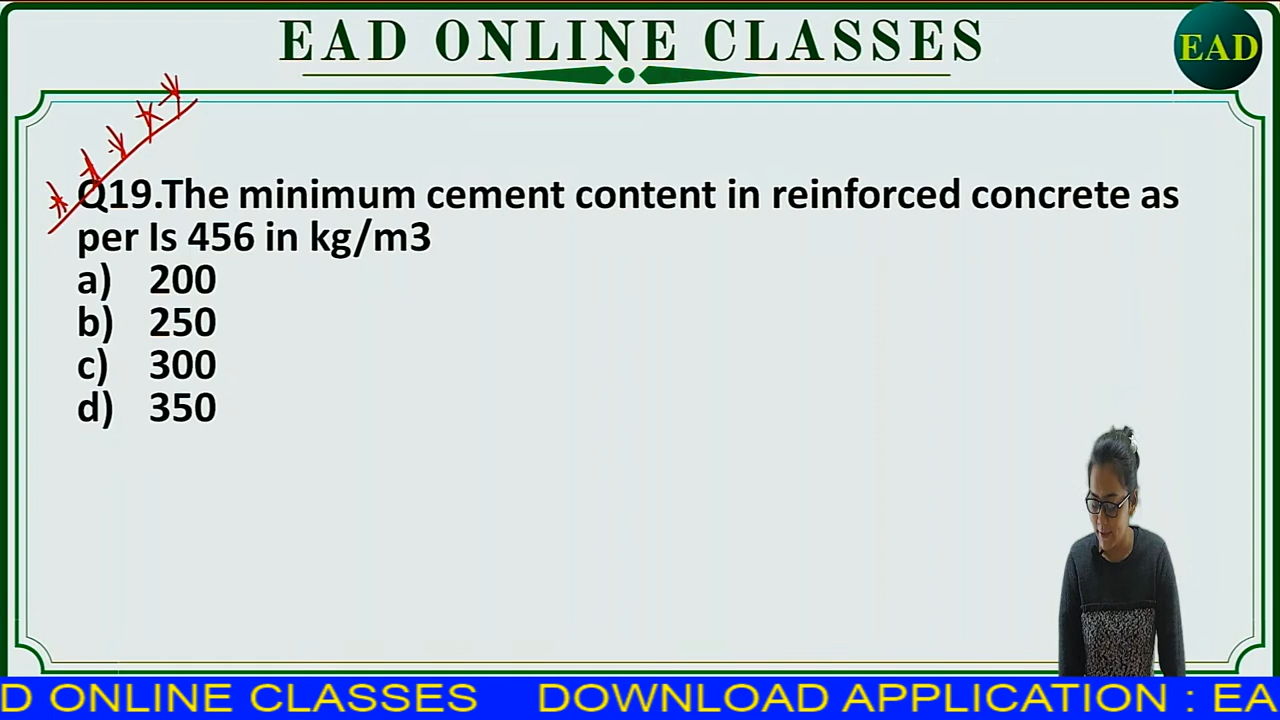 EAD ONLINE CLASSES
EAD
Q19.The minimum cement content in reinforced concrete as
per Is 456 in kg/m3
a) 200
b) 250
c) 300
d) 350
D ONLINE CLASSES DOWNLOAD APPLICATION : EA